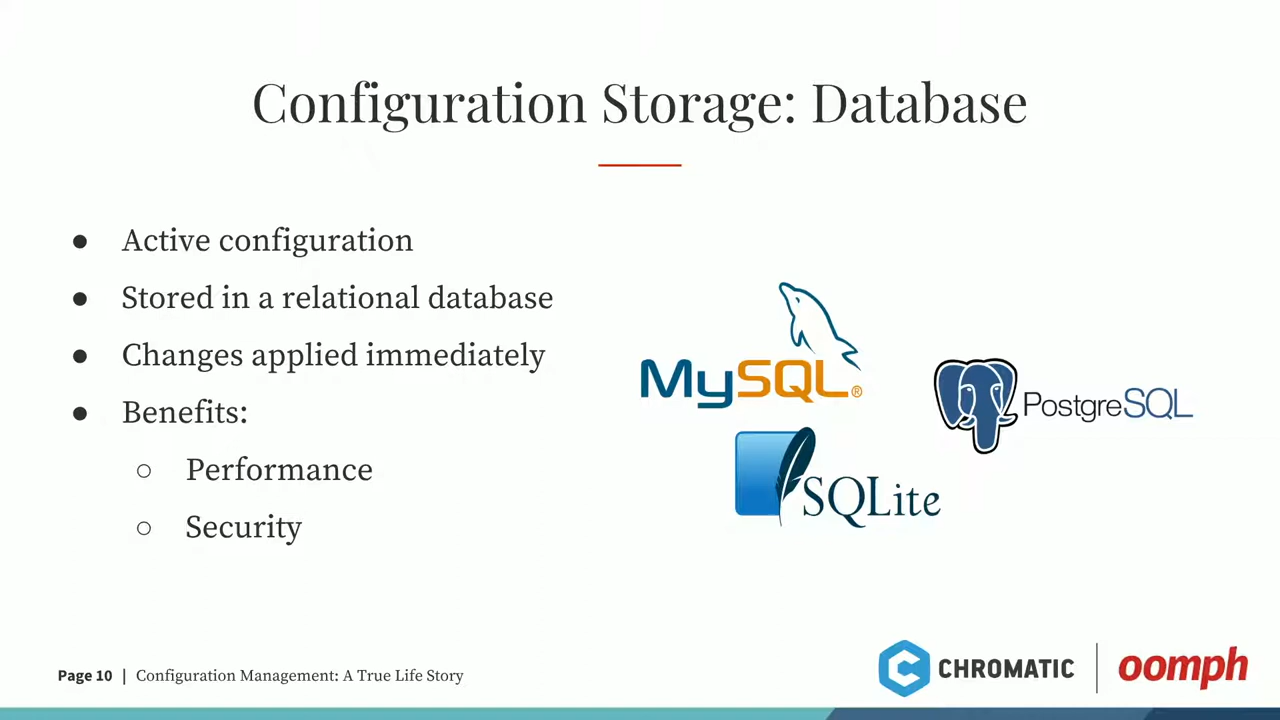 Configuration Storage: Database
● Active configuration
● Stored in a relational database
● Changes applied immediately
● Benefits:
○ Performance
○ Security
MySQL®
PostgreSQL
SQLite
Page 10 | Configuration Management: A True Life Story
CHROMATIC | oomph